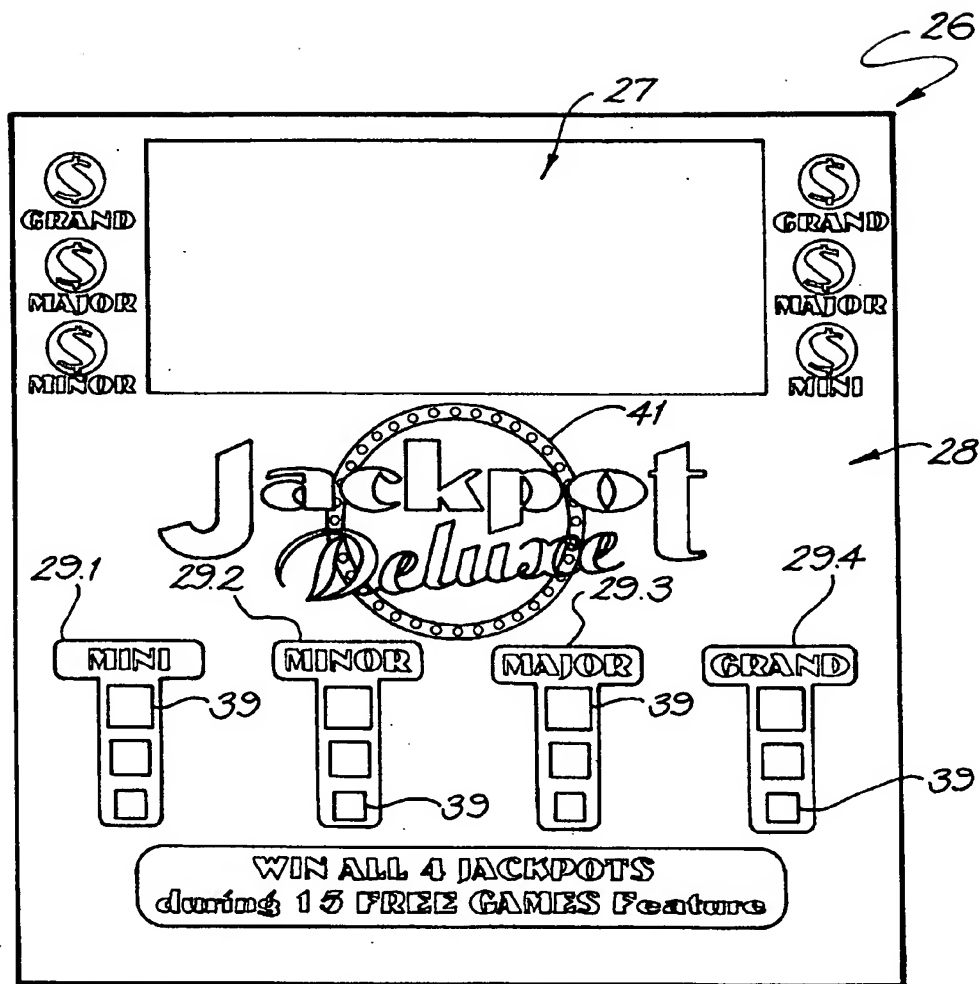 26
27
$ $
GRAND GRAND
$ $
MAJOR MAJOR
$ $
MINOR MINI
41
Jackpot
28
Deluxe
29.1 29.2 29.3 29.4
MINI MINOR MAJOR GRAND
39 39
39 39
WIN ALL 4 JACKPOTS
during 15 FREE GAMES Feature